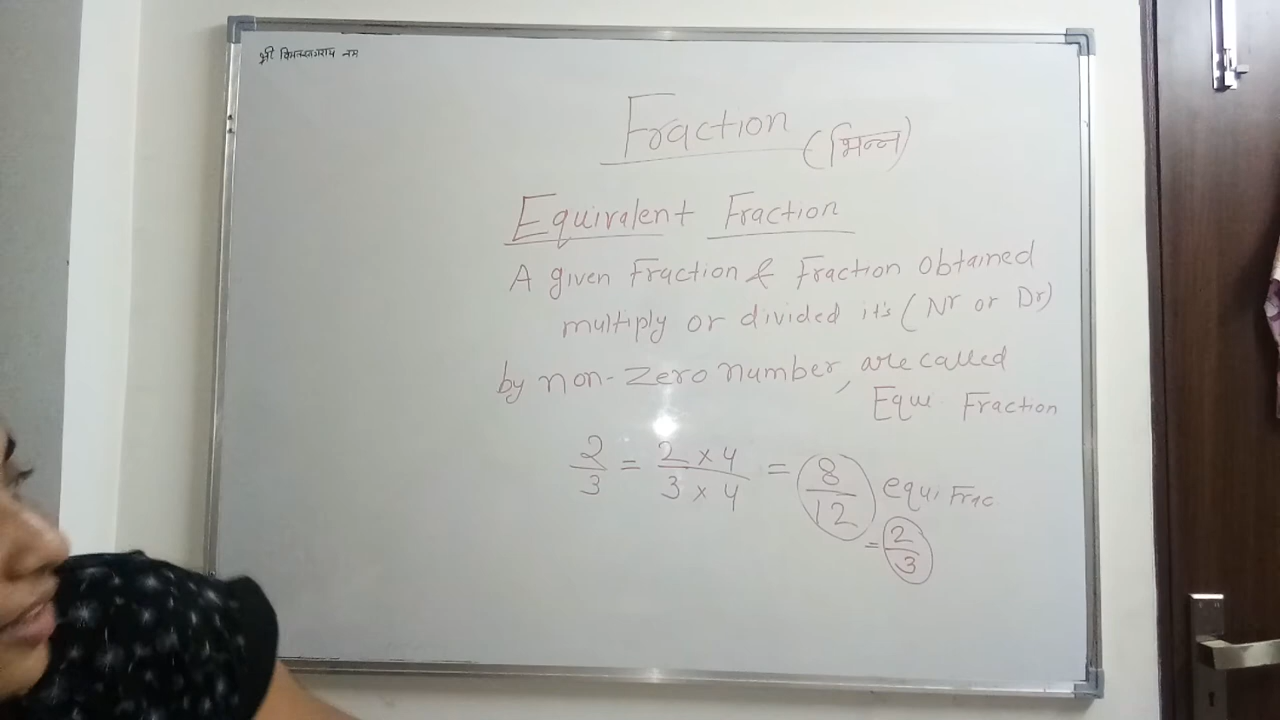 श्री
Fraction
(भिन्न)
Equivalent Fraction
A given Fraction & Fraction obtained
multiply or divided it's (Nr or Dr)
by non-zero number, are called
Equi Fraction
2/3 = 2 x 4 / 3 x 4 = 8/12 equi Frac
= 2/3